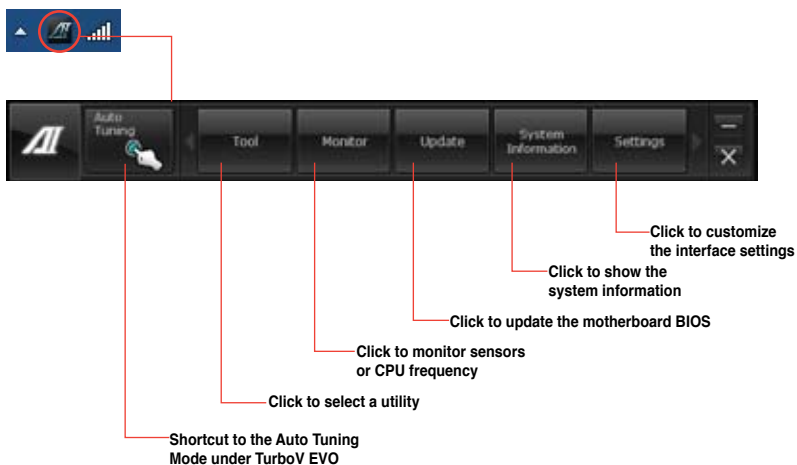 Auto
Tuning
Tool
Monitor
Update
System
Information
Settings
Click to customize
the interface settings
Click to show the
system information
Click to update the motherboard BIOS
Click to monitor sensors
or CPU frequency
Click to select a utility
Shortcut to the Auto Tuning
Mode under TurboV EVO